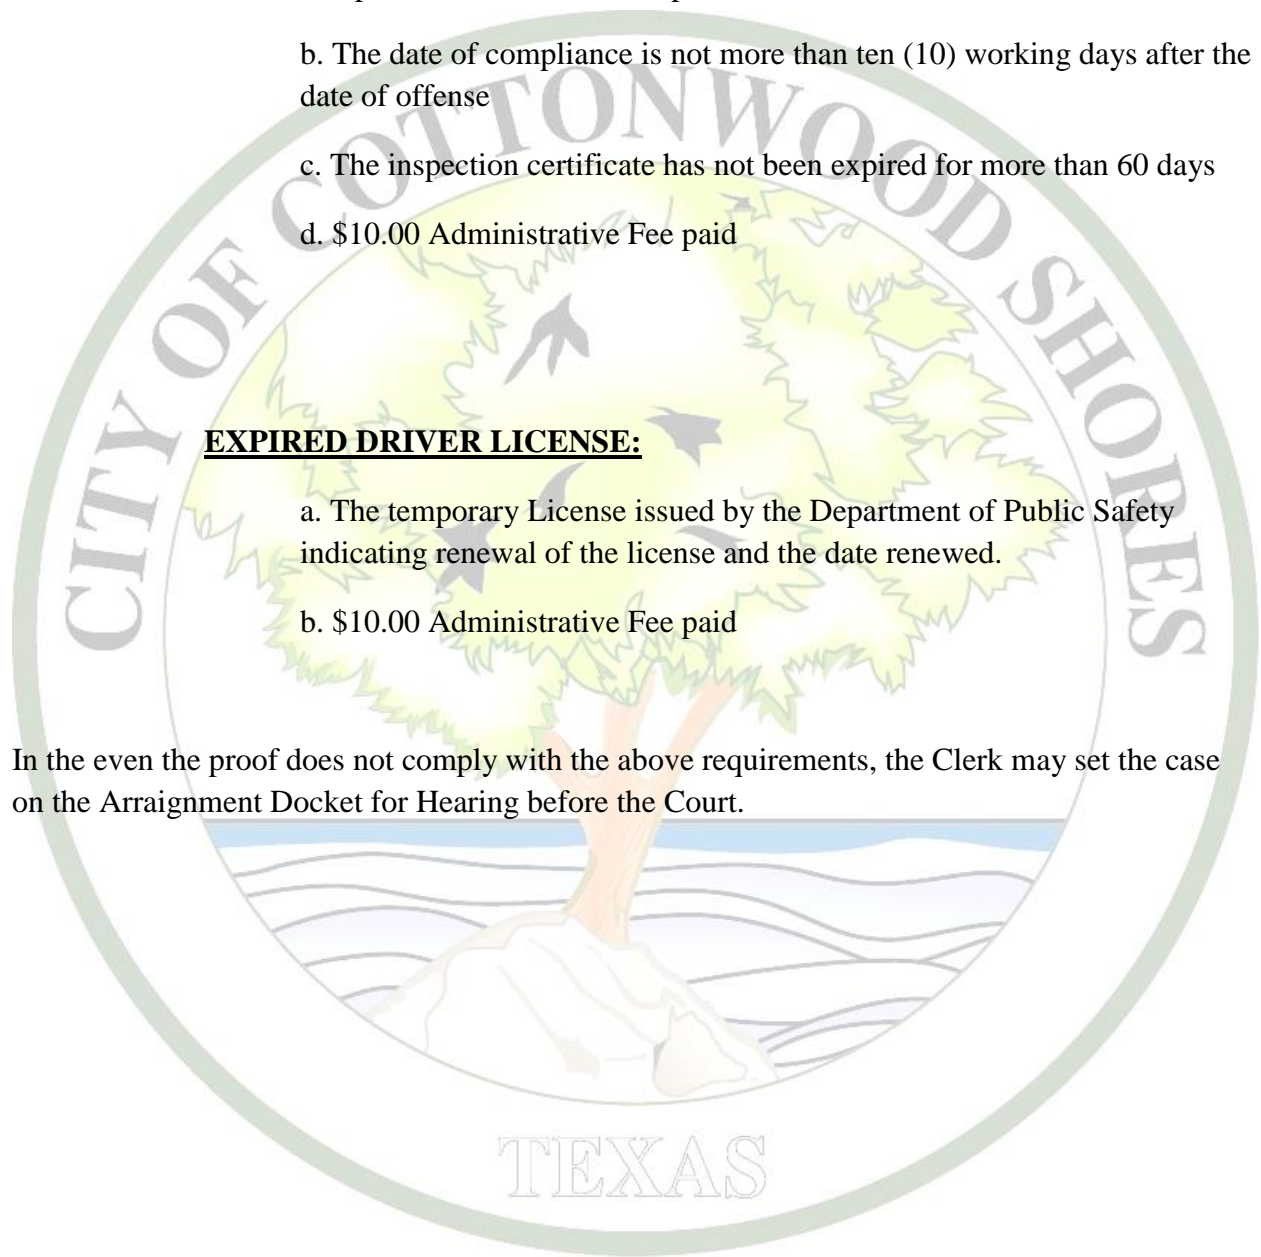 b. The date of compliance is not more than ten (10) working days after the
date of offense
c. The inspection certificate has not been expired for more than 60 days
d. $10.00 Administrative Fee paid
EXPIRED DRIVER LICENSE:
a. The temporary License issued by the Department of Public Safety
indicating renewal of the license and the date renewed.
b. $10.00 Administrative Fee paid
In the even the proof does not comply with the above requirements, the Clerk may set the case
on the Arraignment Docket for Hearing before the Court.
CITY OF COTTONWOOD SHORES
TEXAS